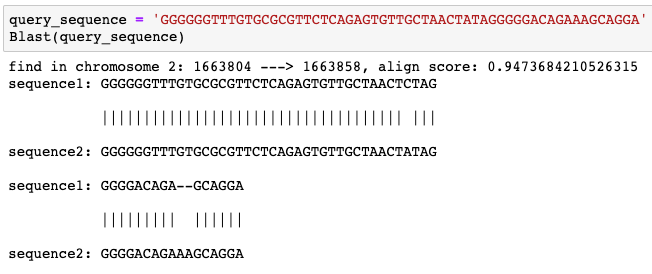 query_sequence = 'GGGGGGTTTGTGCGCGTTCTCAGAGTGTTGCTAACTATAGGGGGACAGAAAGCAGGA'
Blast(query_sequence)
find in chromosome 2: 1663804 ---> 1663858, align score: 0.9473684210526315
sequence1: GGGGGGTTTGTGCGCGTTCTCAGAGTGTTGCTAACTCTAG
|||||||||||||||||||||||||||||||||||| |||
sequence2: GGGGGGTTTGTGCGCGTTCTCAGAGTGTTGCTAACTATAG
sequence1: GGGGACAGA--GCAGGA
|||||||||  ||||||
sequence2: GGGGACAGAAAGCAGGA